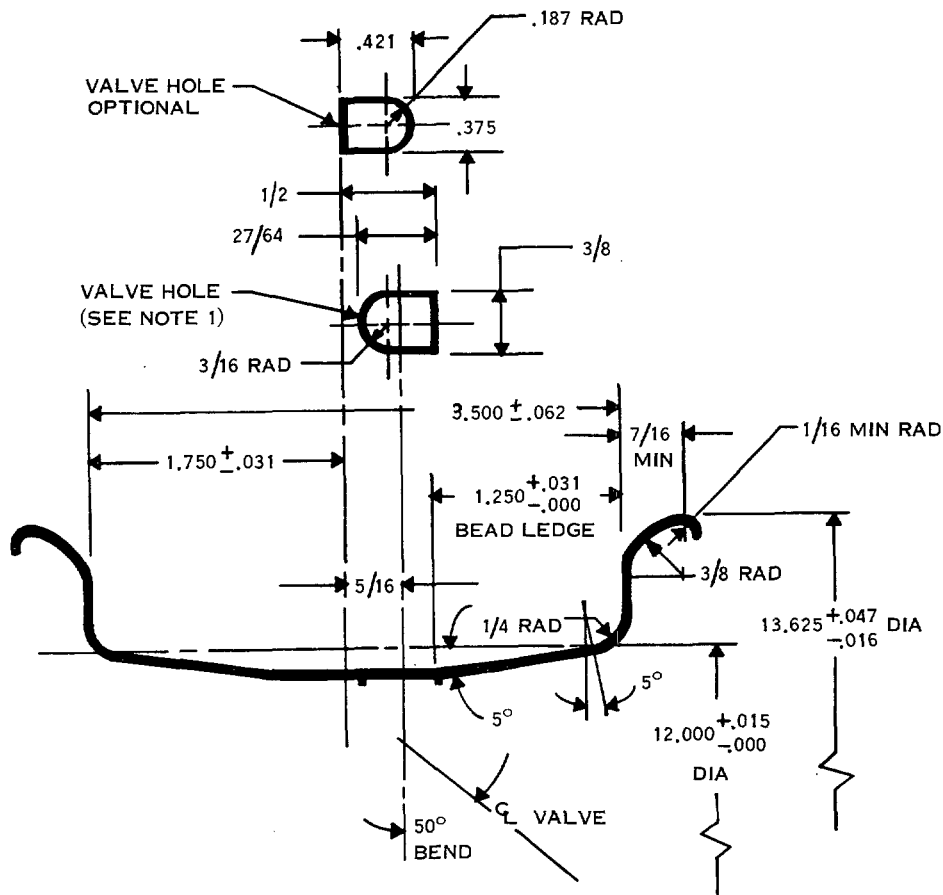 .187 RAD
.421
VALVE HOLE
OPTIONAL
.375
1/2
27/64
3/8
VALVE HOLE
(SEE NOTE 1)
3/16 RAD
3.500 ± .062
7/16
MIN
1/16 MIN RAD
1.750 ± .031
1.250 +.031
-.000
BEAD LEDGE
5/16
3/8 RAD
1/4 RAD
13.625 +.047
-.016 DIA
5°
5°
12.000 +.015
-.000
DIA
℄ VALVE
50°
BEND